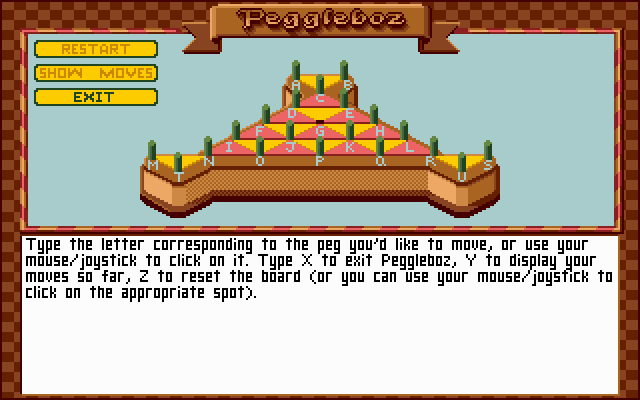 Peggleboz
RESTART
SHOW MOVES
EXIT
A B
C
D E
F G H
I J K L
M N O P Q R S
T U
Type the letter corresponding to the peg you'd like to move, or use your
mouse/joystick to click on it. Type X to exit Peggleboz, Y to display your
moves so far, Z to reset the board (or you can use your mouse/joystick to
click on the appropriate spot).